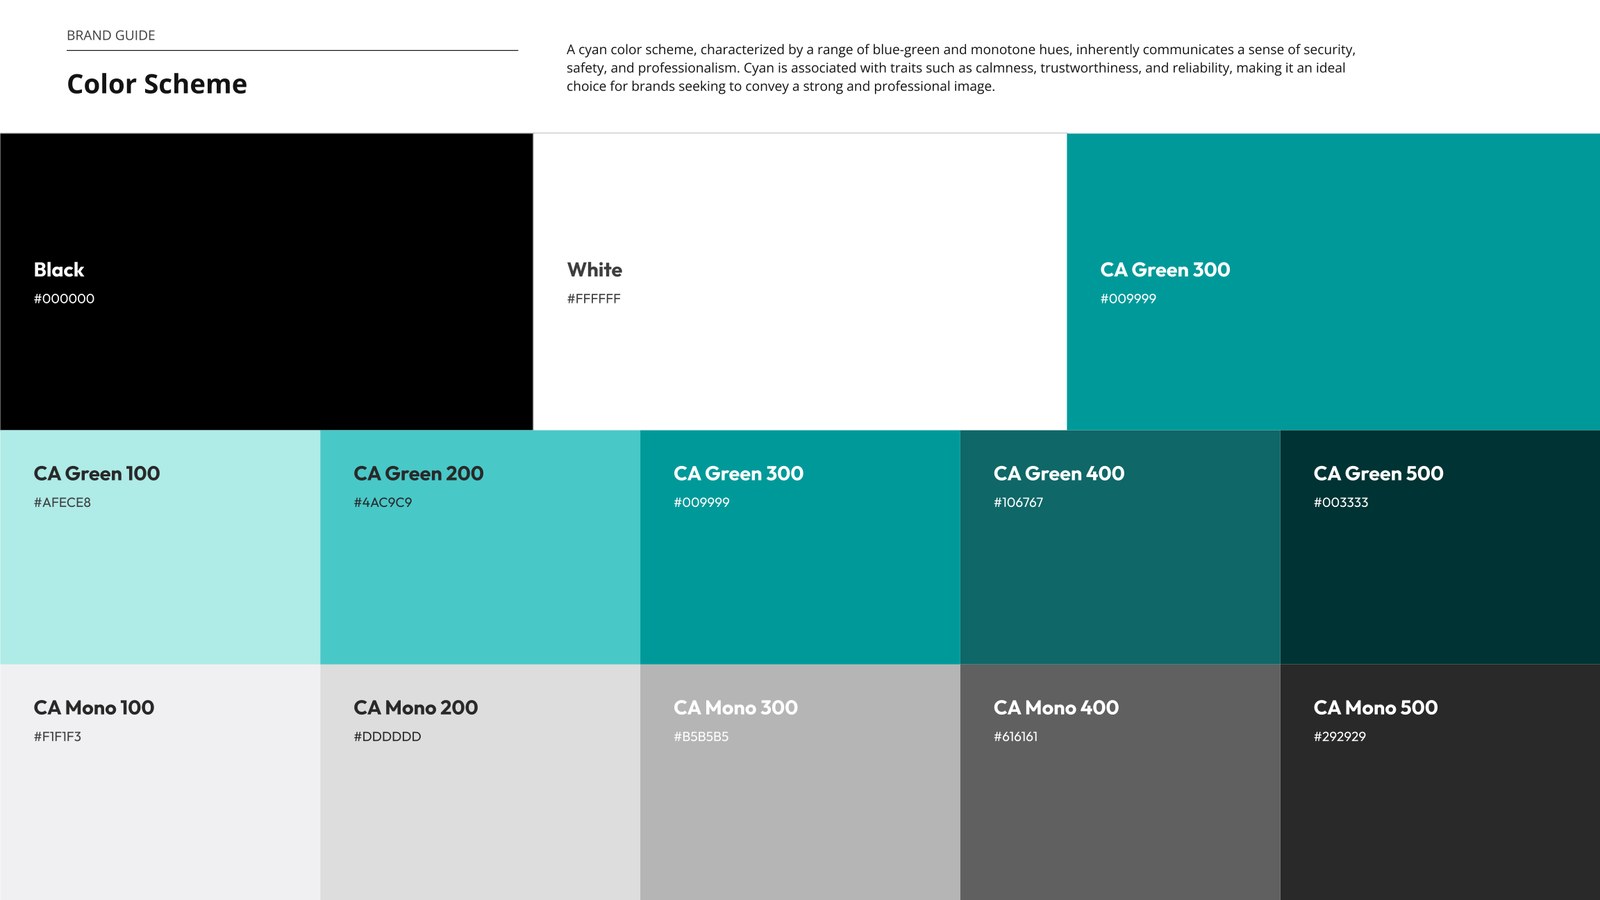 BRAND GUIDE
Color Scheme
A cyan color scheme, characterized by a range of blue-green and monotone hues, inherently communicates a sense of security,
safety, and professionalism. Cyan is associated with traits such as calmness, trustworthiness, and reliability, making it an ideal
choice for brands seeking to convey a strong and professional image.
Black
#000000
White
#FFFFFF
CA Green 300
#009999
CA Green 100
#AFECE8
CA Green 200
#4AC9C9
CA Green 300
#009999
CA Green 400
#106767
CA Green 500
#003333
CA Mono 100
#F1F1F3
CA Mono 200
#DDDDDD
CA Mono 300
#B5B5B5
CA Mono 400
#616161
CA Mono 500
#292929